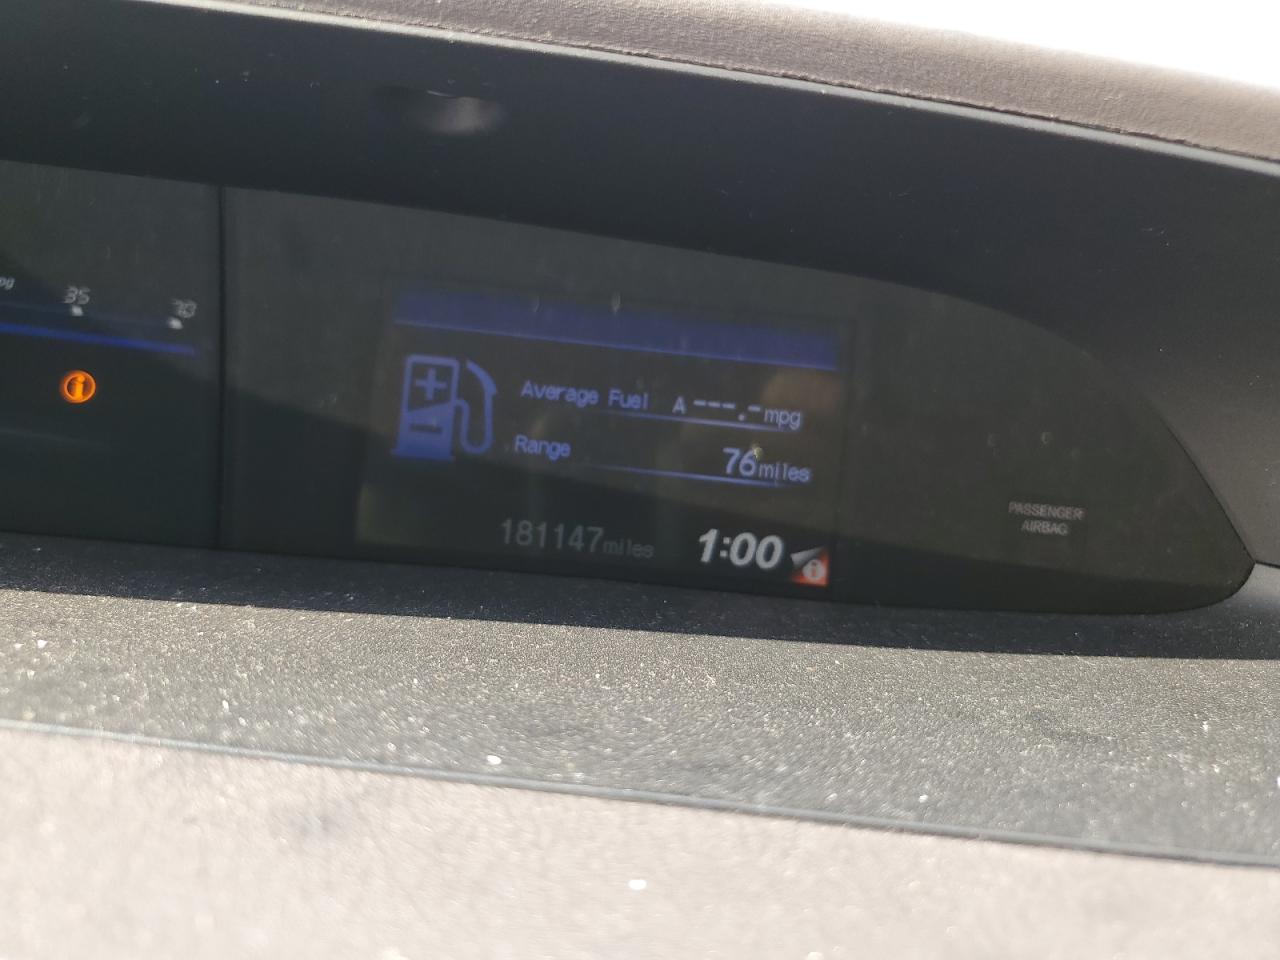 35
Average Fuel A ---.- mpg
Range 76 miles
181147 miles 1:00
PASSENGER
AIRBAG